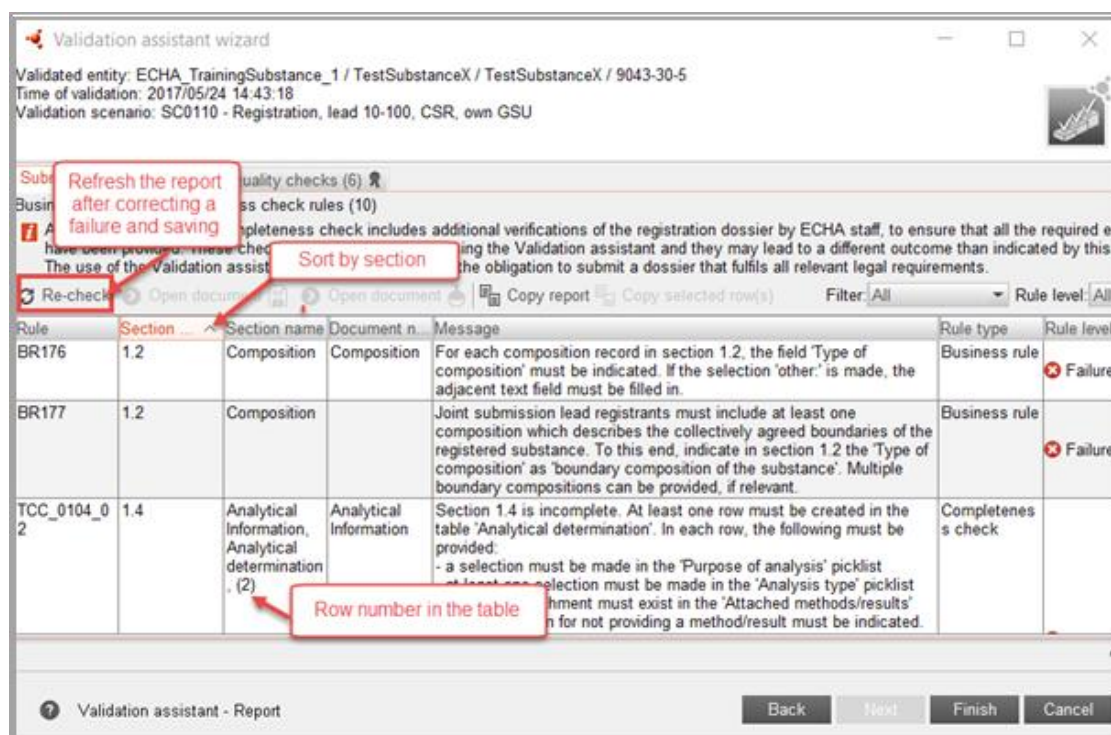 Validation assistant wizard
Validated entity: ECHA_TrainingSubstance_1 / TestSubstanceX / TestSubstanceX / 9043-30-5
Time of validation: 2017/05/24 14:43:18
Validation scenario: SC0110 - Registration, lead 10-100, CSR, own GSU
Refresh the report
after correcting a
failure and saving
Sub uality checks (6)
Busin ss check rules (10)
pleteness check includes additional verifications of the registration dossier by ECHA staff, to ensure that all the required e
have been provided. These chec ing the Validation assistant and they may lead to a different outcome than indicated by this
The use of the Validation assist the obligation to submit a dossier that fulfils all relevant legal requirements.
Sort by section
Re-check Open document Open document Copy report Copy selected row(s) Filter: All Rule level: All
Rule Section ... Section name Document n... Message Rule type Rule level
BR176 1.2 Composition Composition For each composition record in section 1.2, the field 'Type of Business rule
composition' must be indicated. If the selection 'other:' is made, the Failure
adjacent text field must be filled in.
BR177 1.2 Composition Joint submission lead registrants must include at least one Business rule
composition which describes the collectively agreed boundaries of the
registered substance. To this end, indicate in section 1.2 the 'Type of Failure
composition' as 'boundary composition of the substance'. Multiple
boundary compositions can be provided, if relevant.
TCC_0104_0 1.4 Analytical Analytical Section 1.4 is incomplete. At least one row must be created in the Completenes
2 Information, Information table 'Analytical determination'. In each row, the following must be s check
Analytical provided:
determination - a selection must be made in the 'Purpose of analysis' picklist
, (2) selection must be made in the 'Analysis type' picklist
hment must exist in the 'Attached methods/results'
n for not providing a method/result must be indicated.
Row number in the table
Validation assistant - Report Back Next Finish Cancel